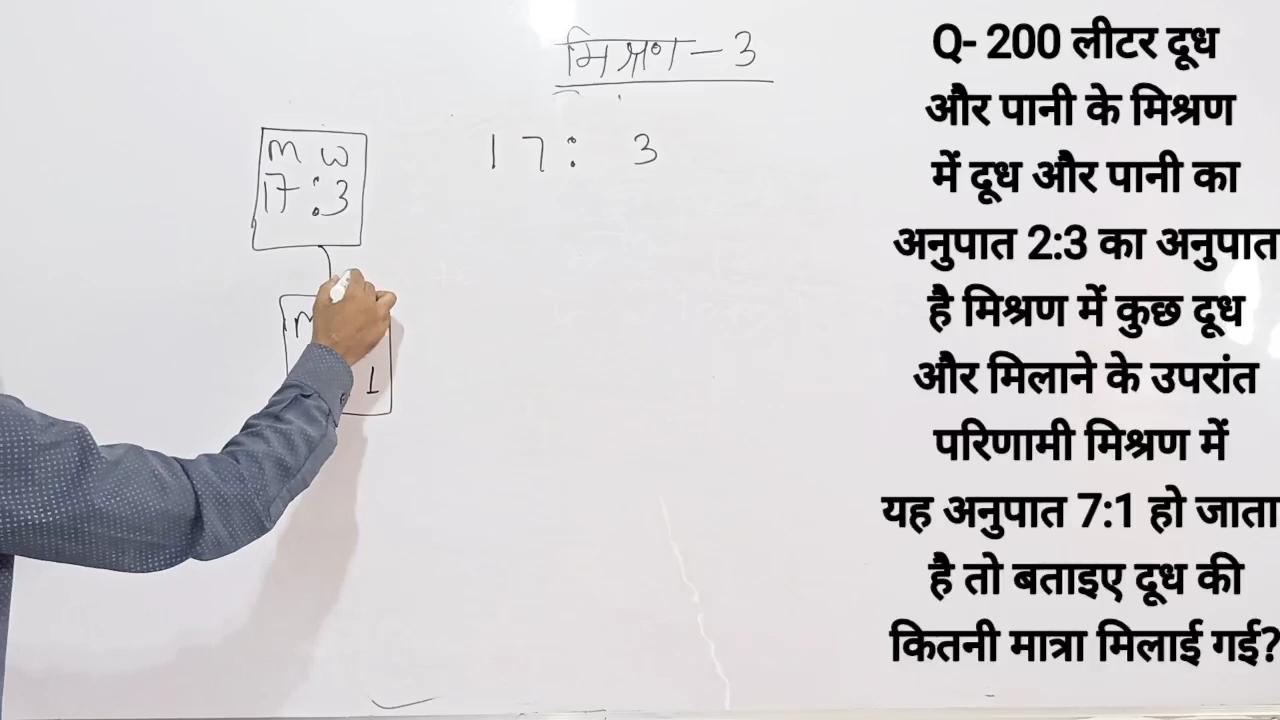 मिश्रण - 3
M W
17 : 3
17 : 3
M
1
Q- 200 लीटर दूध
और पानी के मिश्रण
में दूध और पानी का
अनुपात 2:3 का अनुपात
है मिश्रण में कुछ दूध
और मिलाने के उपरांत
परिणामी मिश्रण में
यह अनुपात 7:1 हो जाता
है तो बताइए दूध की
कितनी मात्रा मिलाई गई?